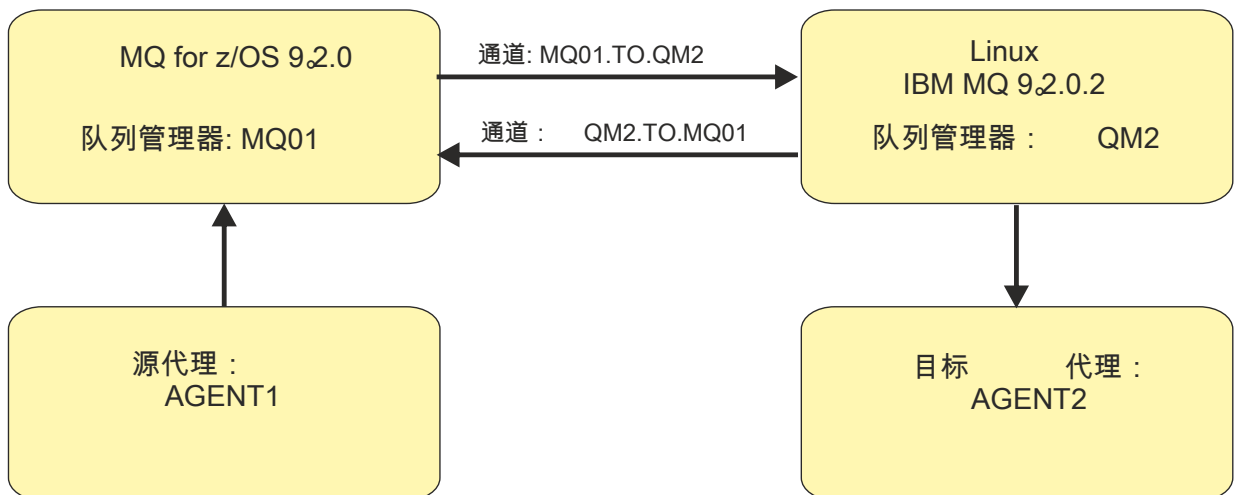 MQ for z/OS 9.2.0
队列管理器: MQ01
通道: MQ01.TO.QM2
通道： QM2.TO.MQ01
Linux
IBM MQ 9.2.0.2
队列管理器： QM2
源代理：
AGENT1
目标 代理：
AGENT2